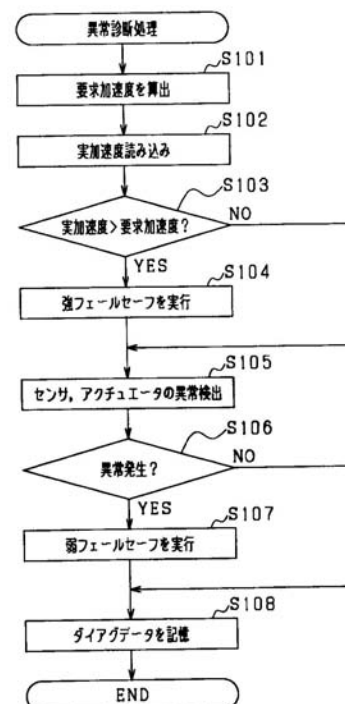 異常診断処理
S101
要求加速度を算出
S102
実加速度読み込み
S103
実加速度>要求加速度?
NO
YES
S104
強フェールセーフを実行
S105
センサ,アクチュエータの異常検出
S106
異常発生?
NO
YES
S107
弱フェールセーフを実行
S108
ダイアグデータを記憶
END